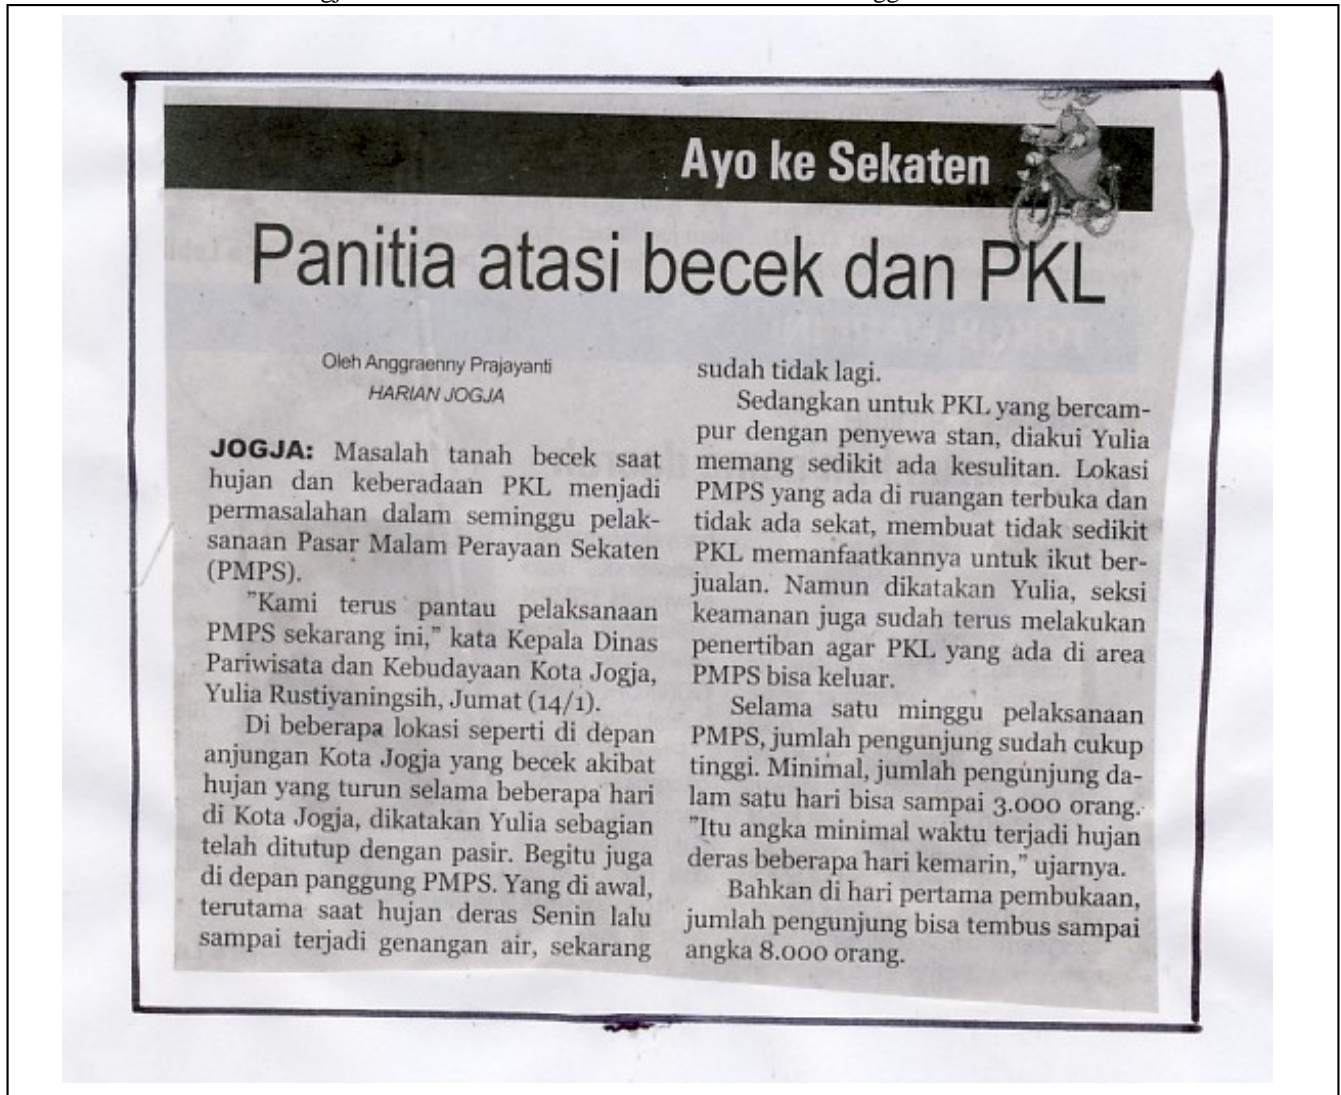 Ayo ke Sekaten
Panitia atasi becek dan PKL
Oleh Anggraenny Prajayanti
HARIAN JOGJA
JOGJA: Masalah tanah becek saat
hujan dan keberadaan PKL menjadi
permasalahan dalam seminggu pelak-
sanaan Pasar Malam Perayaan Sekaten
(PMPS).
"Kami terus pantau pelaksanaan
PMPS sekarang ini," kata Kepala Dinas
Pariwisata dan Kebudayaan Kota Jogja,
Yulia Rustiyaningsih, Jumat (14/1).
Di beberapa lokasi seperti di depan
anjungan Kota Jogja yang becek akibat
hujan yang turun selama beberapa hari
di Kota Jogja, dikatakan Yulia sebagian
telah ditutup dengan pasir. Begitu juga
di depan panggung PMPS. Yang di awal,
terutama saat hujan deras Senin lalu
sampai terjadi genangan air, sekarang
sudah tidak lagi.
Sedangkan untuk PKL yang bercam-
pur dengan penyewa stan, diakui Yulia
memang sedikit ada kesulitan. Lokasi
PMPS yang ada di ruangan terbuka dan
tidak ada sekat, membuat tidak sedikit
PKL memanfaatkannya untuk ikut ber-
jualan. Namun dikatakan Yulia, seksi
keamanan juga sudah terus melakukan
penertiban agar PKL yang ada di area
PMPS bisa keluar.
Selama satu minggu pelaksanaan
PMPS, jumlah pengunjung sudah cukup
tinggi. Minimal, jumlah pengunjung da-
lam satu hari bisa sampai 3.000 orang.
"Itu angka minimal waktu terjadi hujan
deras beberapa hari kemarin," ujarnya.
Bahkan di hari pertama pembukaan,
jumlah pengunjung bisa tembus sampai
angka 8.000 orang.